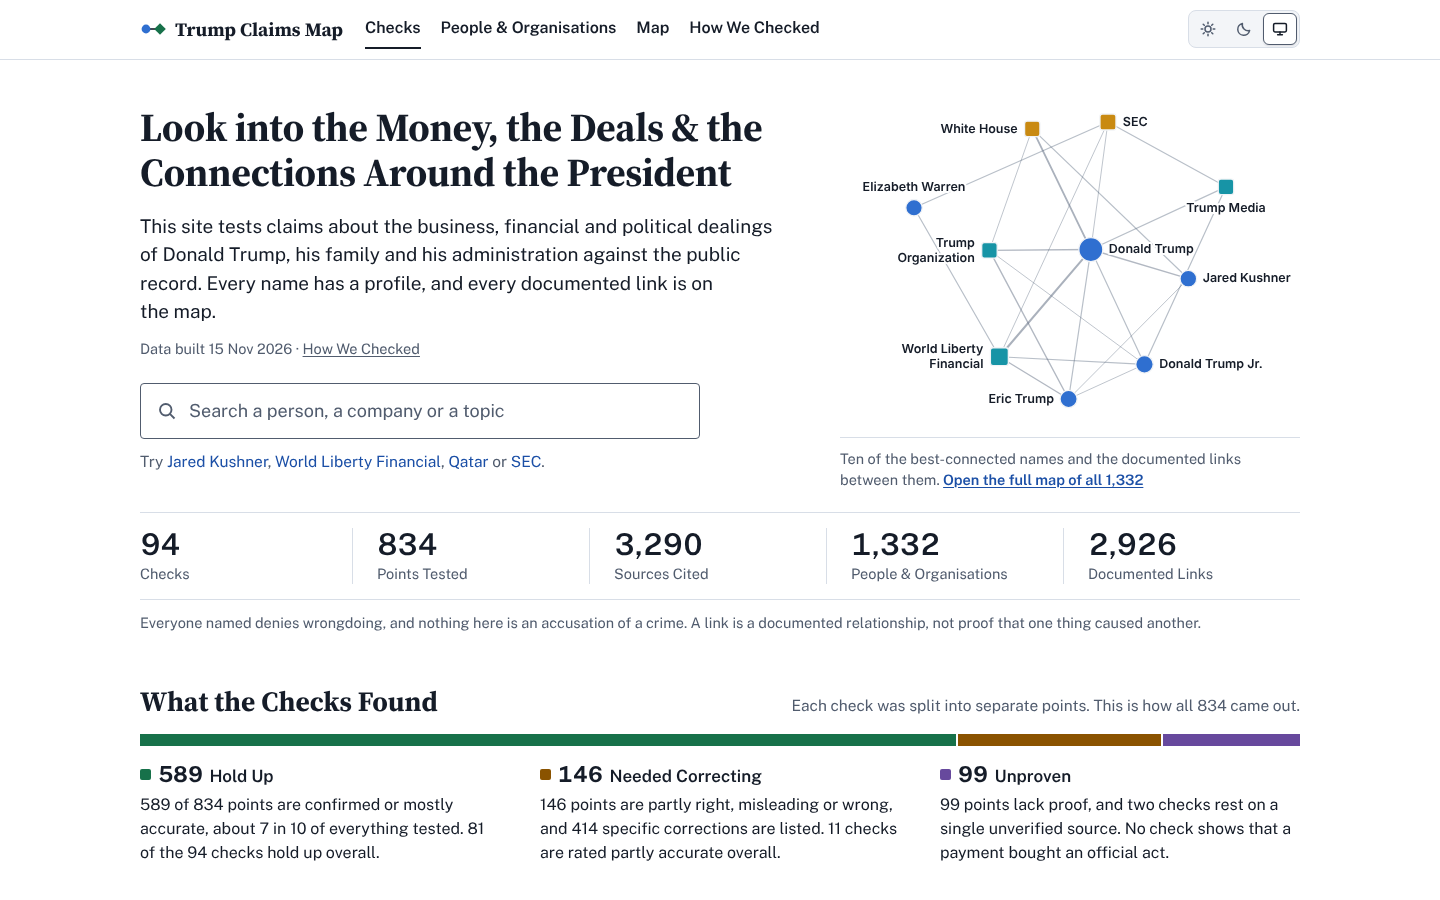 Trump Claims Map
Checks
People & Organisations
Map
How We Checked
Look into the Money, the Deals & the
Connections Around the President
This site tests claims about the business, financial and political dealings
of Donald Trump, his family and his administration against the public
record. Every name has a profile, and every documented link is on
the map.
Data built 15 Nov 2026 · How We Checked
Search a person, a company or a topic
Try Jared Kushner, World Liberty Financial, Qatar or SEC.
White House
SEC
Elizabeth Warren
Trump Media
Trump
Organization
Donald Trump
Jared Kushner
World Liberty
Financial
Donald Trump Jr.
Eric Trump
Ten of the best-connected names and the documented links
between them. Open the full map of all 1,332
94
Checks
834
Points Tested
3,290
Sources Cited
1,332
People & Organisations
2,926
Documented Links
Everyone named denies wrongdoing, and nothing here is an accusation of a crime. A link is a documented relationship, not proof that one thing caused another.
What the Checks Found
Each check was split into separate points. This is how all 834 came out.
589 Hold Up
589 of 834 points are confirmed or mostly
accurate, about 7 in 10 of everything tested. 81
of the 94 checks hold up overall.
146 Needed Correcting
146 points are partly right, misleading or wrong,
and 414 specific corrections are listed. 11 checks
are rated partly accurate overall.
99 Unproven
99 points lack proof, and two checks rest on a
single unverified source. No check shows that a
payment bought an official act.